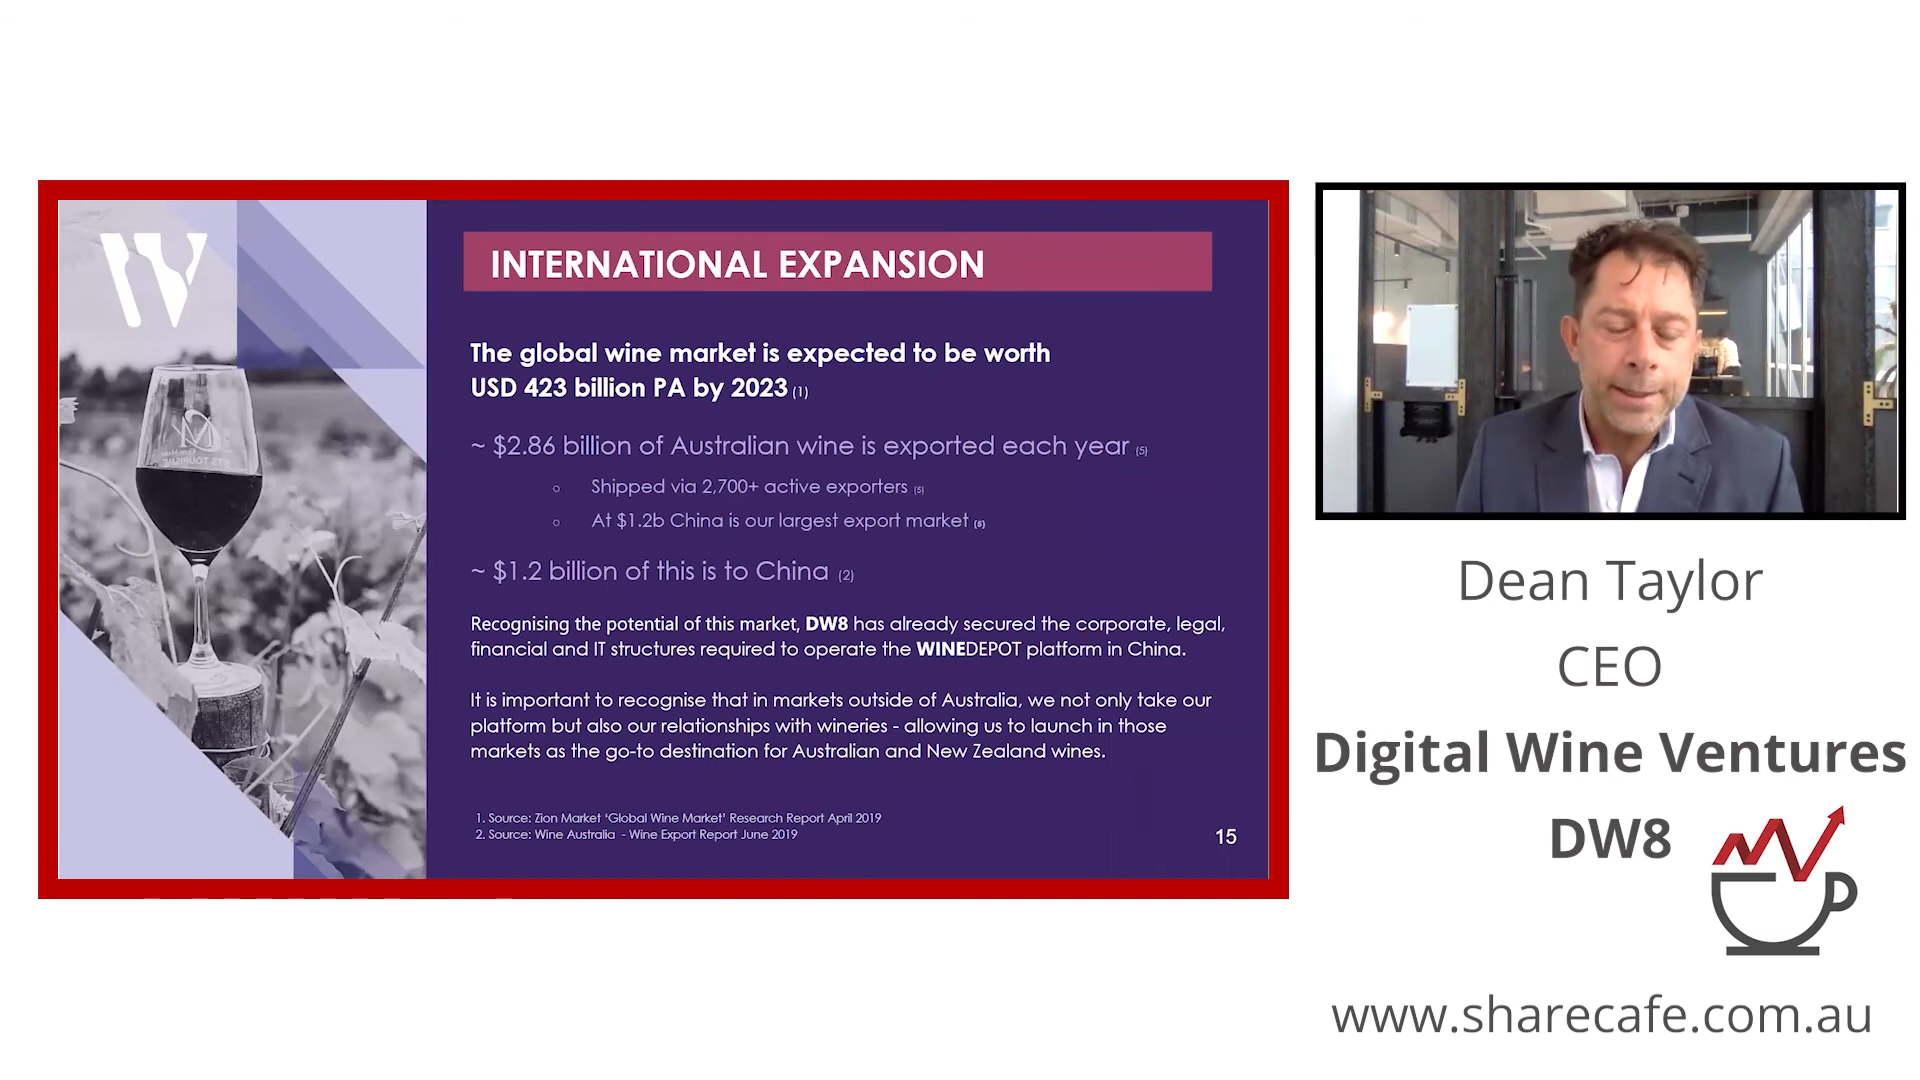 INTERNATIONAL EXPANSION
The global wine market is expected to be worth
USD 423 billion PA by 2023 (1)
~ $2.86 billion of Australian wine is exported each year (5)
○ Shipped via 2,700+ active exporters (5)
○ At $1.2b China is our largest export market
~ $1.2 billion of this is to China (2)
Recognising the potential of this market, DW8 has already secured the corporate, legal,
financial and IT structures required to operate the WINEDEPOT platform in China.
It is important to recognise that in markets outside of Australia, we not only take our
platform but also our relationships with wineries - allowing us to launch in those
markets as the go-to destination for Australian and New Zealand wines.
1. Source: Zion Market ‘Global Wine Market’ Research Report April 2019
2. Source: Wine Australia - Wine Export Report June 2019
15
Dean Taylor
CEO
Digital Wine Ventures
DW8
www.sharecafe.com.au